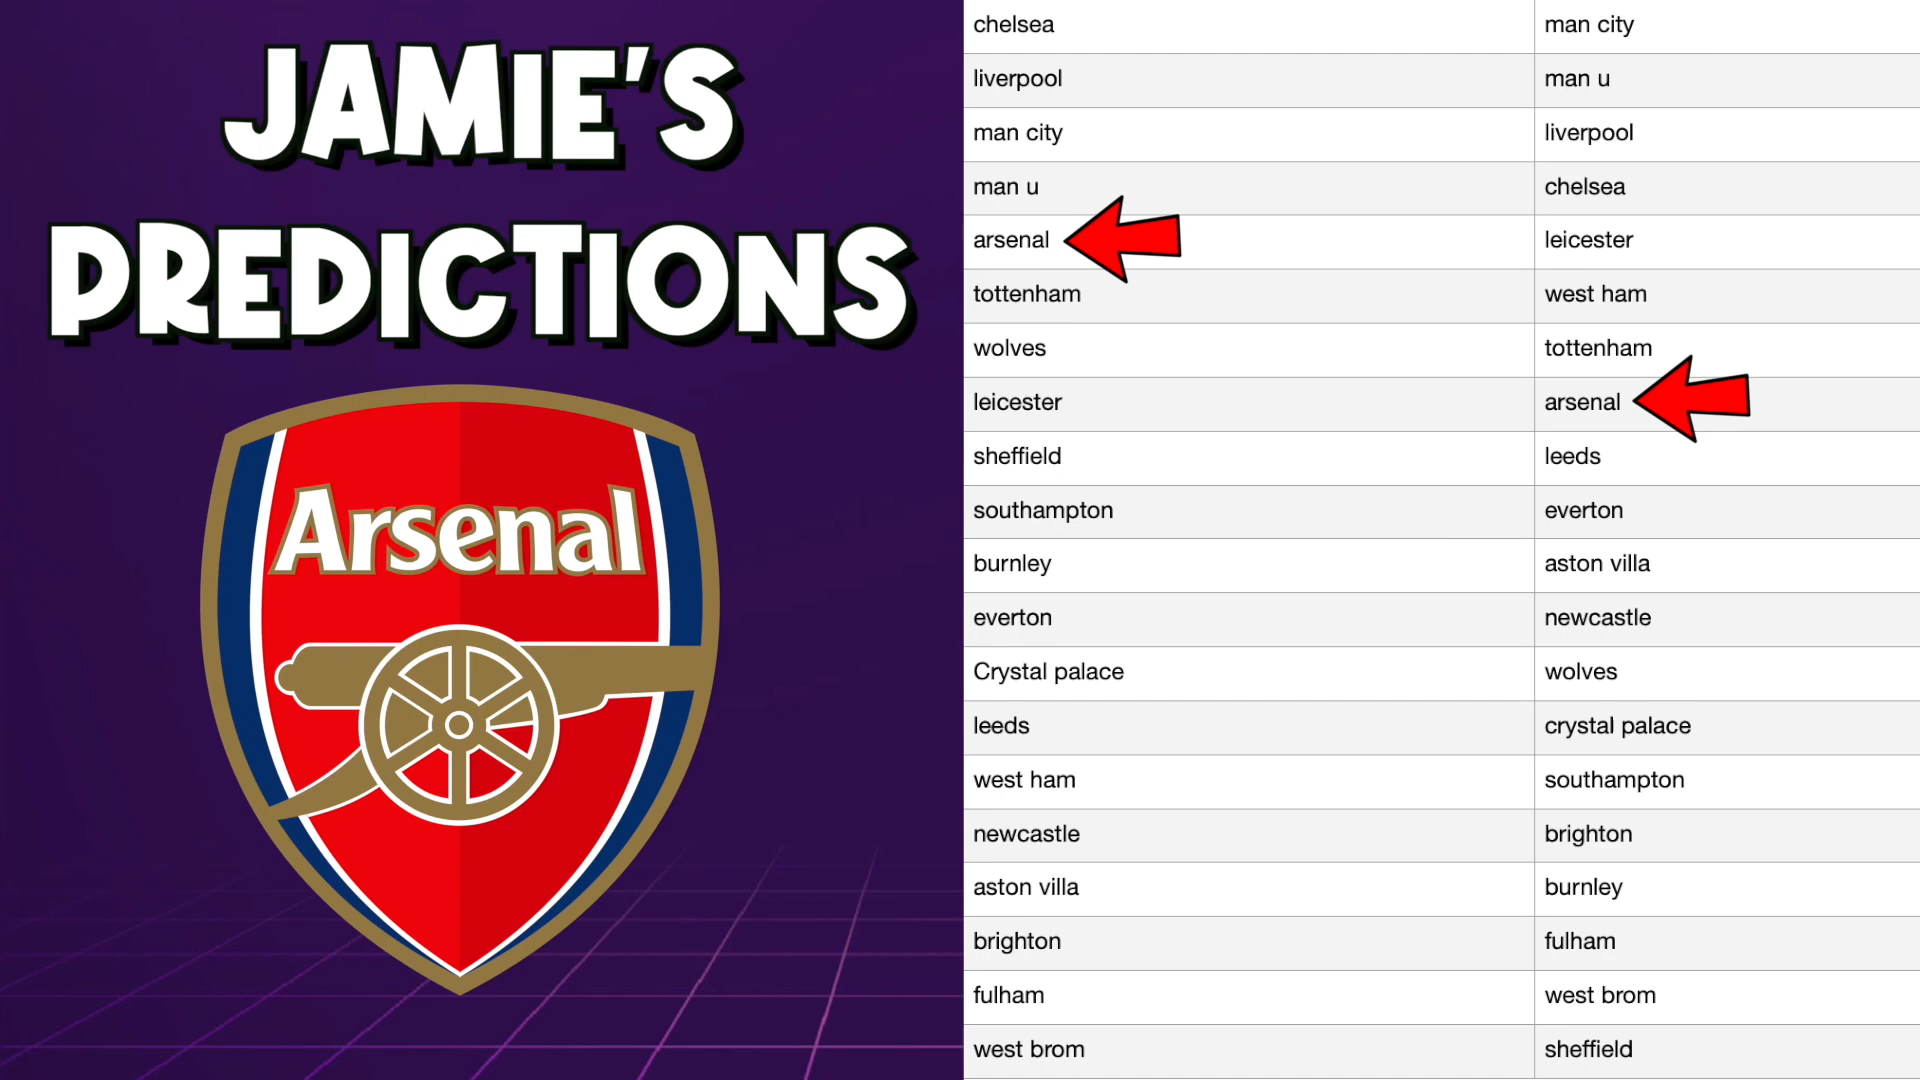 JAMIE'S
PREDICTIONS
Arsenal
chelsea man city
liverpool man u
man city liverpool
man u chelsea
arsenal leicester
tottenham west ham
wolves tottenham
leicester arsenal
sheffield leeds
southampton everton
burnley aston villa
everton newcastle
Crystal palace wolves
leeds crystal palace
west ham southampton
newcastle brighton
aston villa burnley
brighton fulham
fulham west brom
west brom sheffield